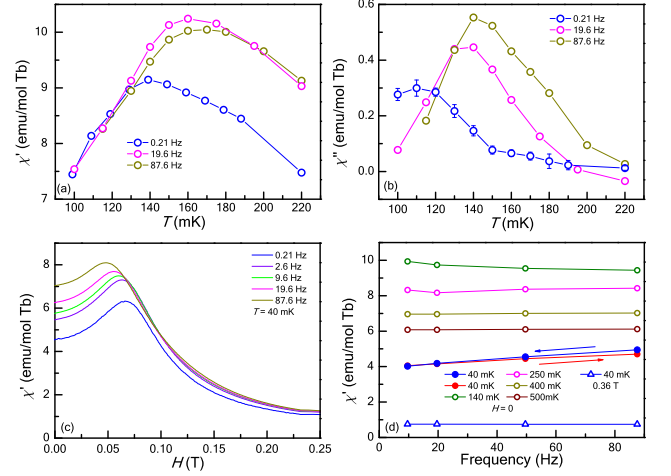 10
9
8
7
χ' (emu/mol Tb)
0.21 Hz
19.6 Hz
87.6 Hz
(a)
100 120 140 160 180 200 220
T (mK)
0.6
0.4
0.2
0.0
χ" (emu/mol Tb)
0.21 Hz
19.6 Hz
87.6 Hz
(b)
100 120 140 160 180 200 220
T (mK)
8
6
4
2
0
χ' (emu/mol Tb)
0.21 Hz
2.6 Hz
9.6 Hz
19.6 Hz
87.6 Hz
T = 40 mK
(c)
0.00 0.05 0.10 0.15 0.20 0.25
H (T)
10
8
6
4
2
0
χ' (emu/mol Tb)
40 mK 250 mK 40 mK
40 mK 400 mK 0.36 T
140 mK 500mK
H = 0
(d)
0 20 40 60 80
Frequency (Hz)